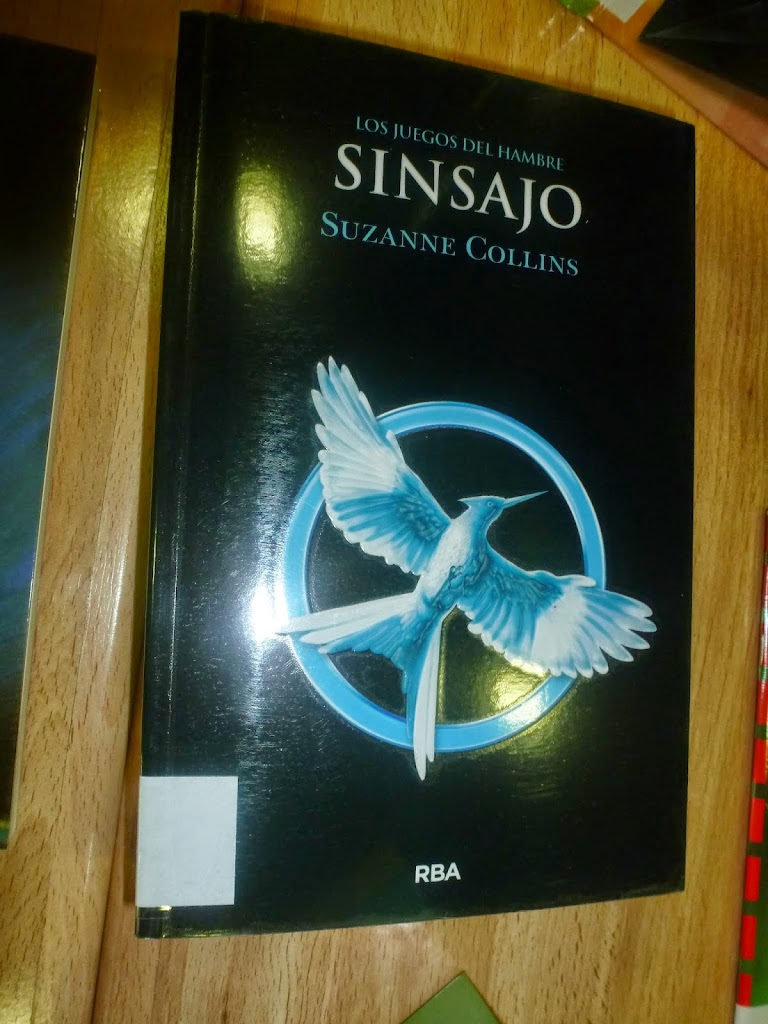 LOS JUEGOS DEL HAMBRE
SINSAJO
SUZANNE COLLINS
RBA